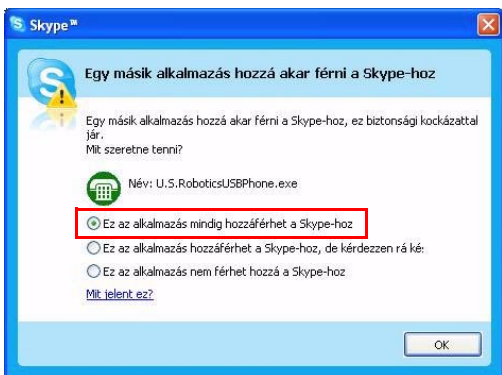 Skype™
Egy másik alkalmazás hozzá akar férni a Skype-hoz
Egy másik alkalmazás hozzá akar férni a Skype-hoz, ez biztonsági kockázattal
jár.
Mit szeretne tenni?
Név: U.S.RoboticsUSBPhone.exe
Ez az alkalmazás mindig hozzáférhet a Skype-hoz
Ez az alkalmazás hozzáférhet a Skype-hoz, de kérdezzen rá ké
Ez az alkalmazás nem férhet hozzá a Skype-hoz
Mit jelent ez?
OK